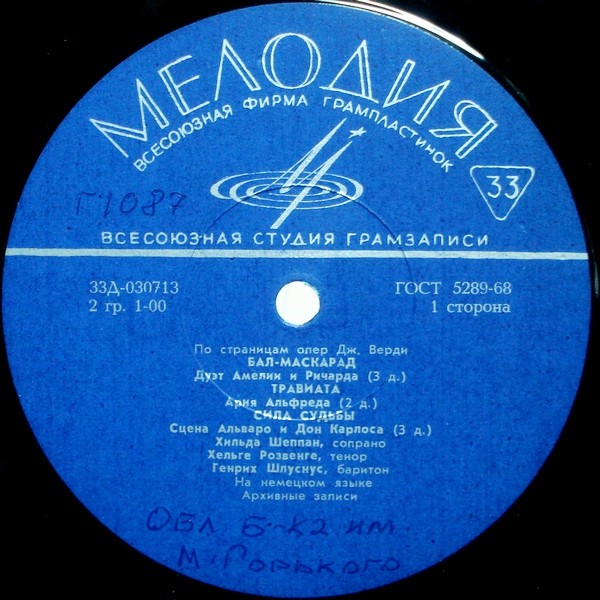 МЕЛОДИЯ
ВСЕСОЮЗНАЯ ФИРМА ГРАМПЛАСТИНОК
33
Г1087
ВСЕСОЮЗНАЯ СТУДИЯ ГРАМЗАПИСИ
33Д-030713
2 гр. 1-00
ГОСТ 5289-68
1 сторона
По страницам опер Дж. Верди
БАЛ-МАСКАРАД
Дуэт Амелии и Ричарда (3 д.)
ТРАВИАТА
Ария Альфреда (2 д.)
СИЛА СУДЬБЫ
Сцена Альваро и Дон Карлоса (3 д.)
Хильда Шеппан, сопрано
Хельге Розвенге, тенор
Генрих Шлуснус, баритон
На немецком языке
Архивные записи
ОБЛ Б-ка им
М. Горького